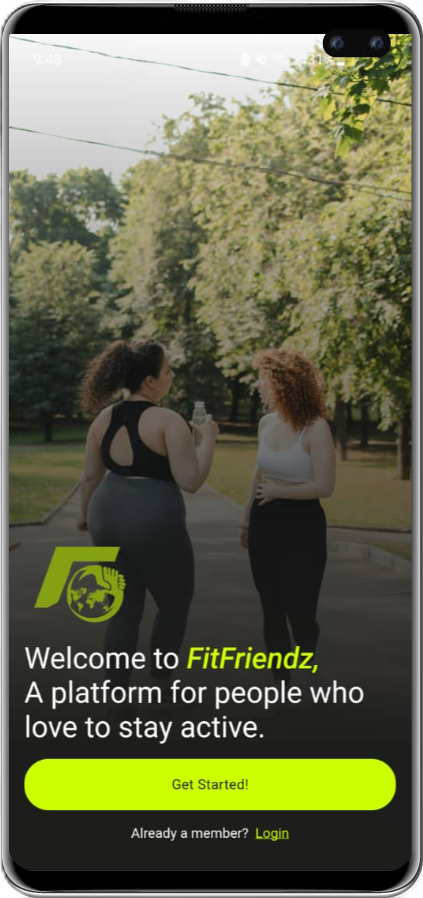 9:48
Welcome to FitFriendz,
A platform for people who
love to stay active.
Get Started!
Already a member? Login